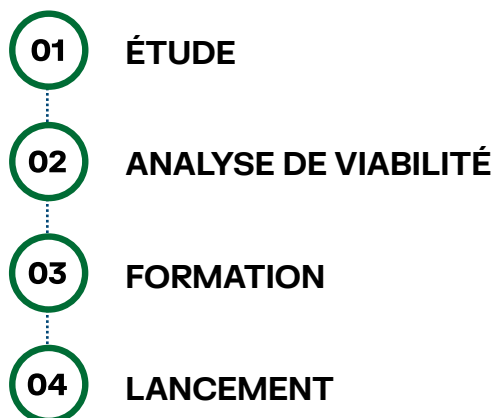 01 ÉTUDE
02 ANALYSE DE VIABILITÉ
03 FORMATION
04 LANCEMENT